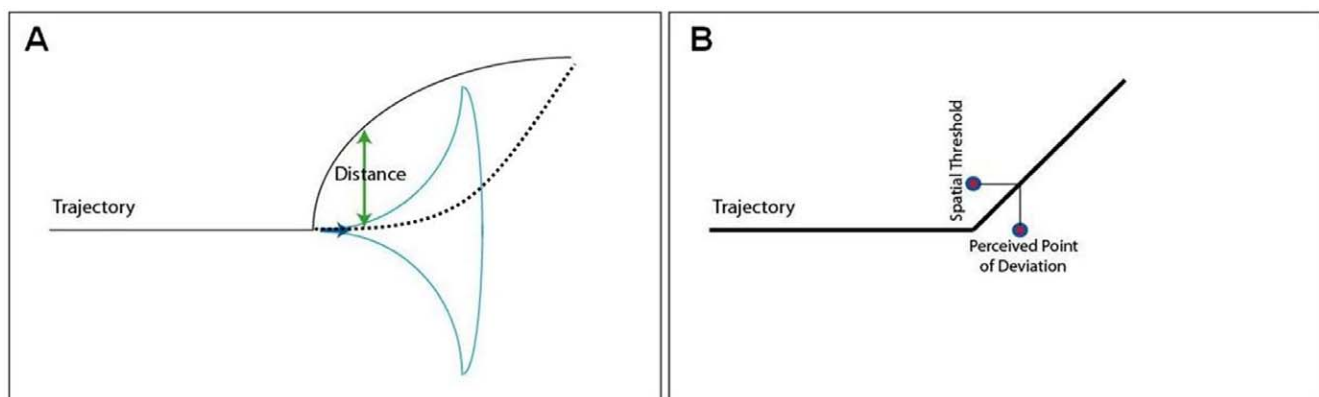 A
Distance
Trajectory
B
Spatial Threshold
Trajectory
Perceived Point
of Deviation